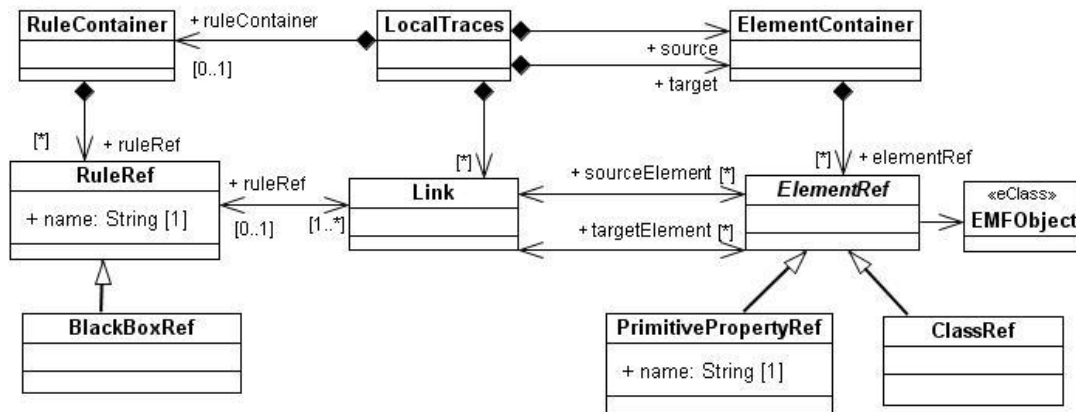 RuleContainer
+ ruleContainer
[0..1]
LocalTraces
+ source
+ target
ElementContainer
[*]
+ ruleRef
[*]
[*]
+ elementRef
RuleRef
+ name: String [1]
+ ruleRef
[0..1]
[1..*]
Link
+ sourceElement [*]
+ targetElement [*]
ElementRef
«eClass»
EMFObject
BlackBoxRef
PrimitivePropertyRef
+ name: String [1]
ClassRef